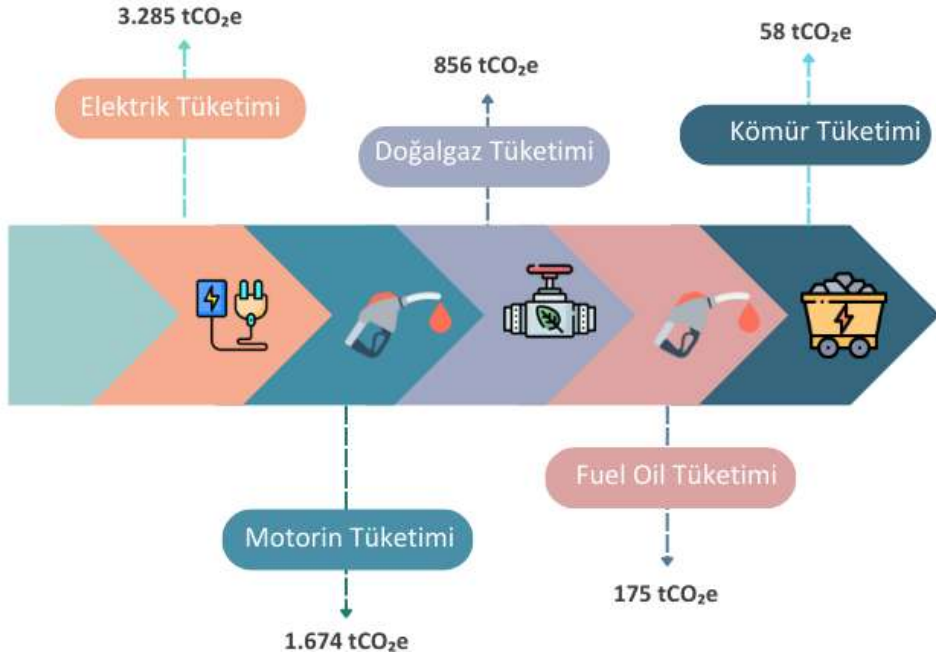 3.285 tCO₂e
Elektrik Tüketimi
856 tCO₂e
Doğalgaz Tüketimi
58 tCO₂e
Kömür Tüketimi
Motorin Tüketimi
1.674 tCO₂e
Fuel Oil Tüketimi
175 tCO₂e